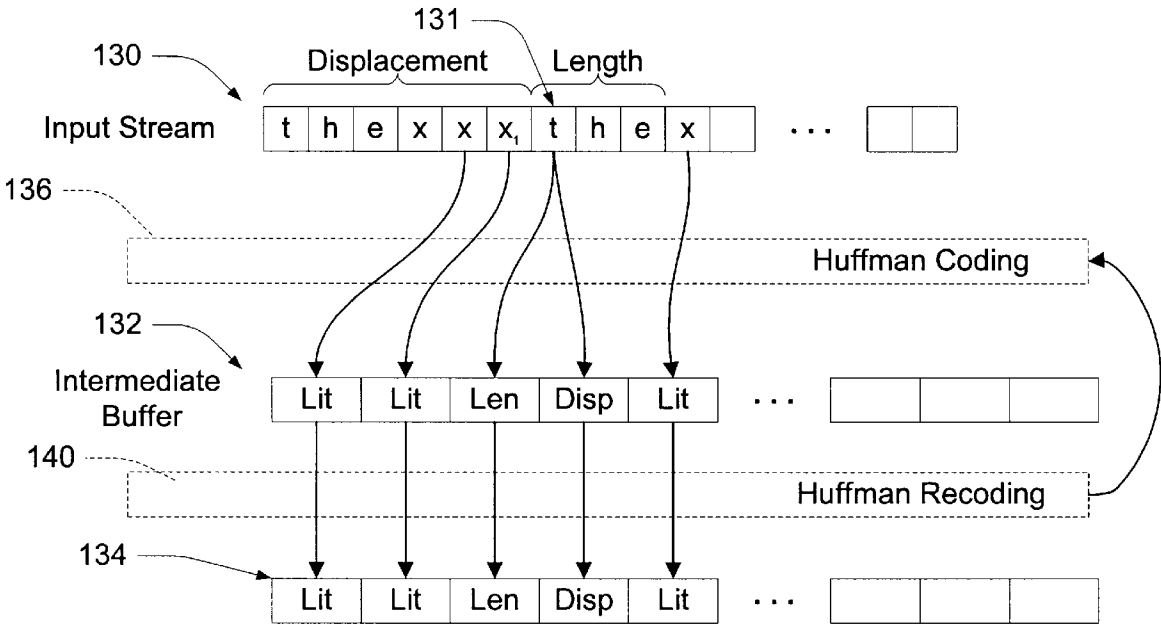 131
130
Displacement Length
Input Stream t h e x x x₁ t h e x . . .
136
Huffman Coding
132
Intermediate
Buffer
Lit Lit Len Disp Lit . . .
140
Huffman Recoding
134
Lit Lit Len Disp Lit . . .